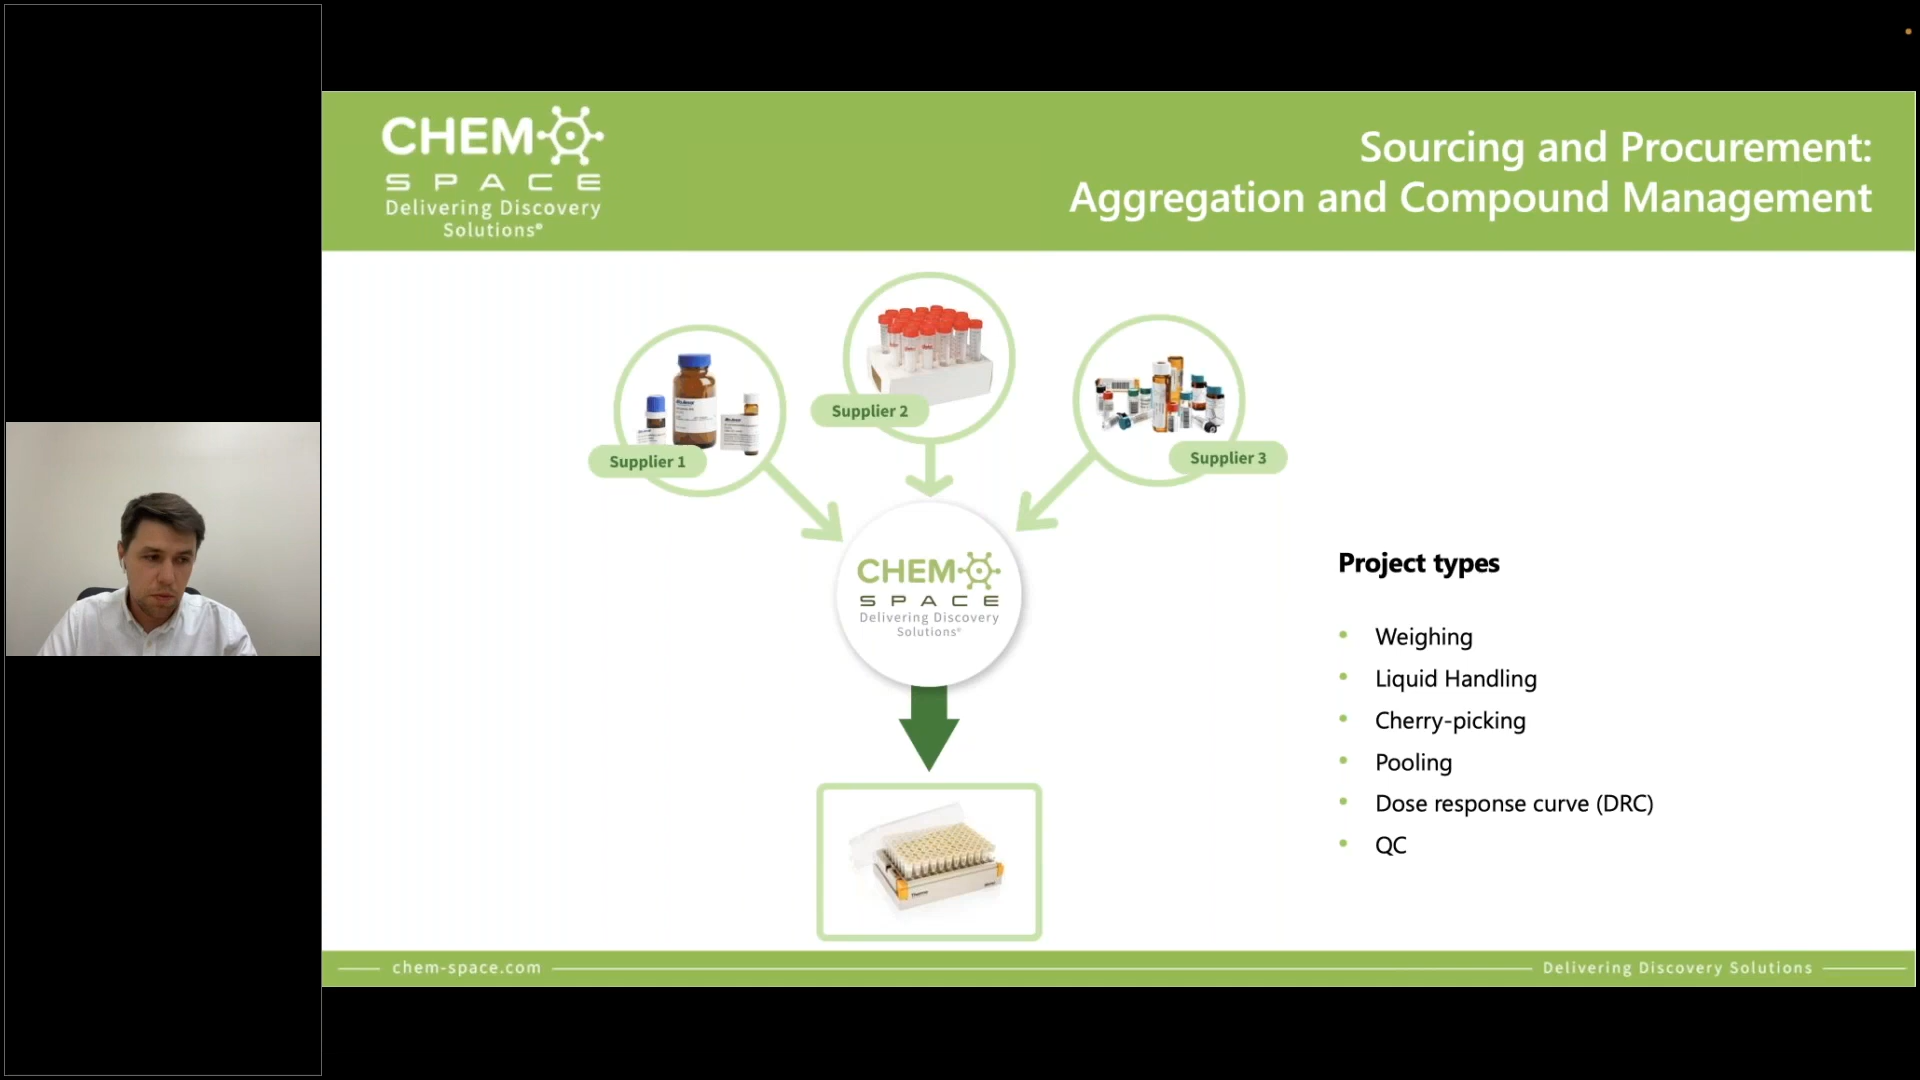 CHEM
SPACE
Delivering Discovery
Solutions®
Sourcing and Procurement:
Aggregation and Compound Management
Supplier 1
Supplier 2
Supplier 3
CHEM
SPACE
Delivering Discovery
Solutions®
Project types
• Weighing
• Liquid Handling
• Cherry-picking
• Pooling
• Dose response curve (DRC)
• QC
chem-space.com
Delivering Discovery Solutions